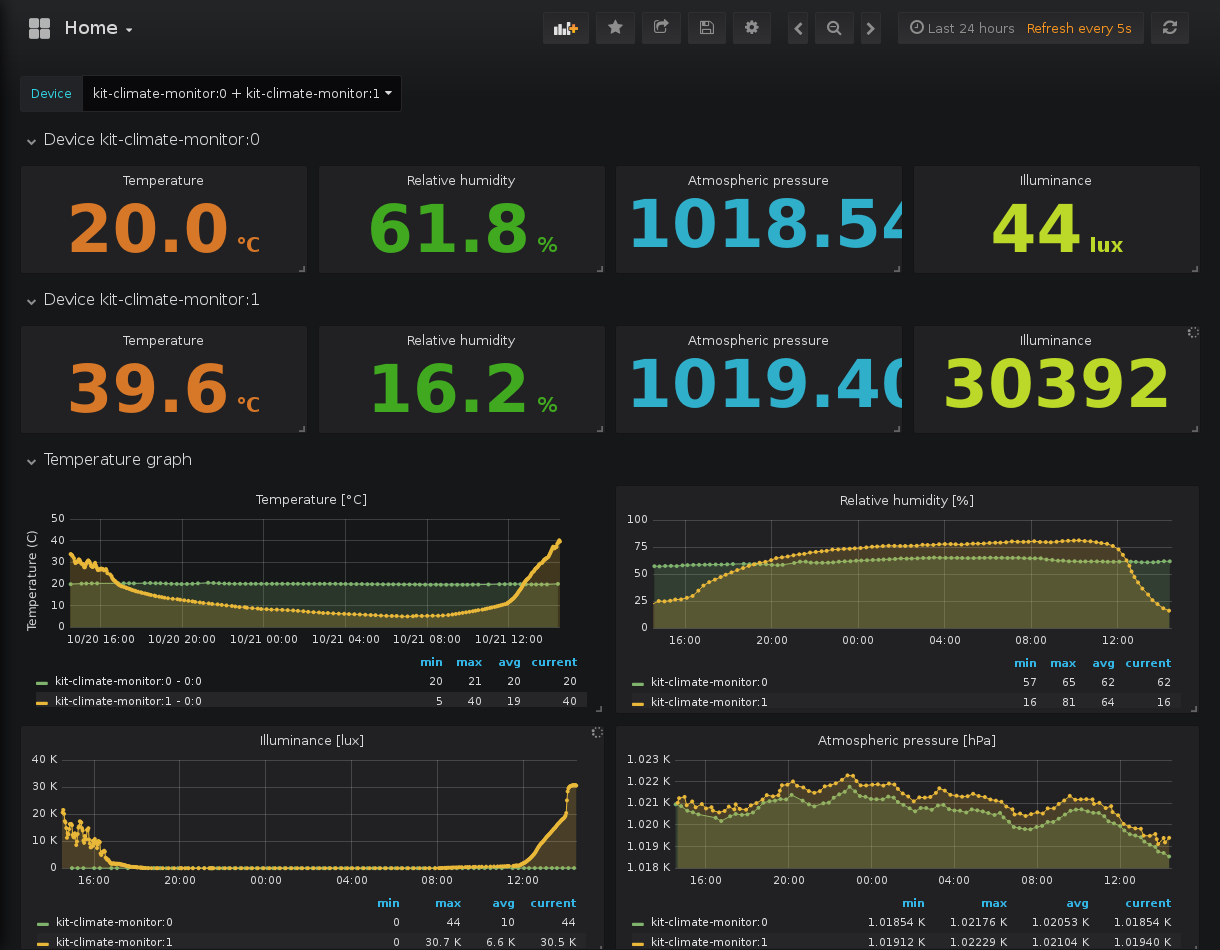 Home
Last 24 hours Refresh every 5s
Device kit-climate-monitor:0 + kit-climate-monitor:1
Device kit-climate-monitor:0
Temperature Relative humidity Atmospheric pressure Illuminance
20.0 °C 61.8 % 1018.54 44 lux
Device kit-climate-monitor:1
Temperature Relative humidity Atmospheric pressure Illuminance
39.6 °C 16.2 % 1019.40 30392
Temperature graph
Temperature [°C]
Temperature (C)
50
40
30
20
10
0
10/20 16:00 10/20 20:00 10/21 00:00 10/21 04:00 10/21 08:00 10/21 12:00
min max avg current
kit-climate-monitor:0 - 0:0 20 21 20 20
kit-climate-monitor:1 - 0:0 5 40 19 40
Relative humidity [%]
100
75
50
25
0
16:00 20:00 00:00 04:00 08:00 12:00
min max avg current
kit-climate-monitor:0 57 65 62 62
kit-climate-monitor:1 16 81 64 16
Illuminance [lux]
40 K
30 K
20 K
10 K
0
16:00 20:00 00:00 04:00 08:00 12:00
min max avg current
kit-climate-monitor:0 0 44 10 44
kit-climate-monitor:1 0 30.7 K 6.6 K 30.5 K
Atmospheric pressure [hPa]
1.023 K
1.022 K
1.021 K
1.020 K
1.019 K
1.018 K
16:00 20:00 00:00 04:00 08:00 12:00
min max avg current
kit-climate-monitor:0 1.01854 K 1.02176 K 1.02053 K 1.01854 K
kit-climate-monitor:1 1.01912 K 1.02229 K 1.02104 K 1.01940 K